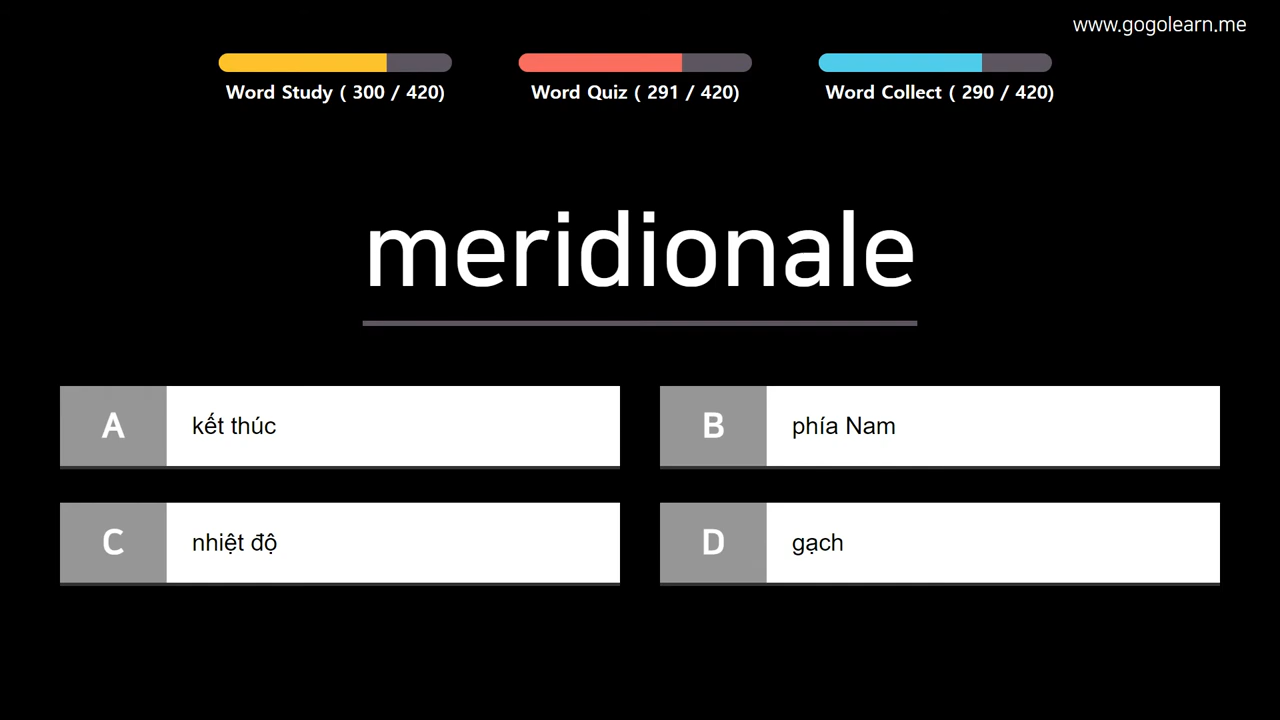 www.gogolearn.me
Word Study ( 300 / 420)
Word Quiz ( 291 / 420)
Word Collect ( 290 / 420)
meridionale
A kết thúc
B phía Nam
C nhiệt độ
D gạch